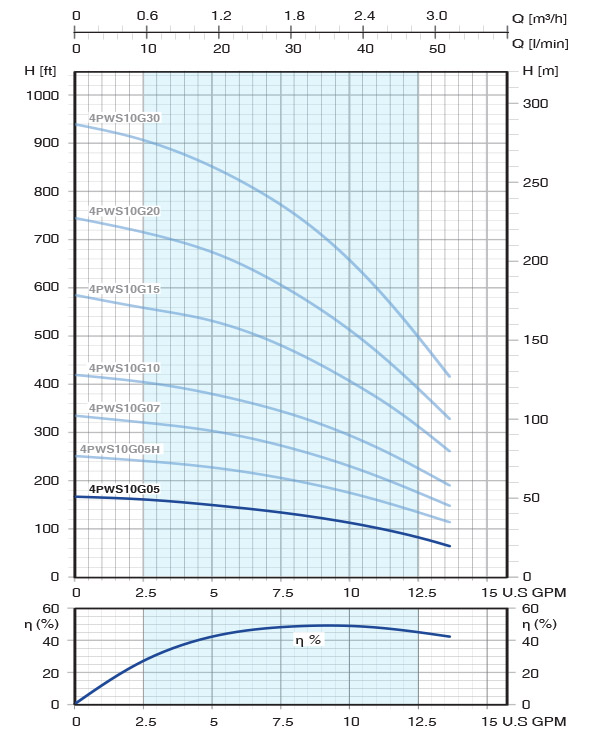 0 0.6 1.2 1.8 2.4 3.0 Q [m³/h]
0 10 20 30 40 50 Q [l/min]
H [ft] H [m]
1000 300
4PWS10G30
900
800 250
4PWS10G20
700
200
600
4PWS10G15
500 150
400
4PWS10G10
4PWS10G07
100
300
4PWS10G05H
200
4PWS10G05
50
100
0 0
0 2.5 5 7.5 10 12.5 15 U.S GPM
60 60
η (%) η (%)
40 η % 40
20 20
0 0
0 2.5 5 7.5 10 12.5 15 U.S GPM